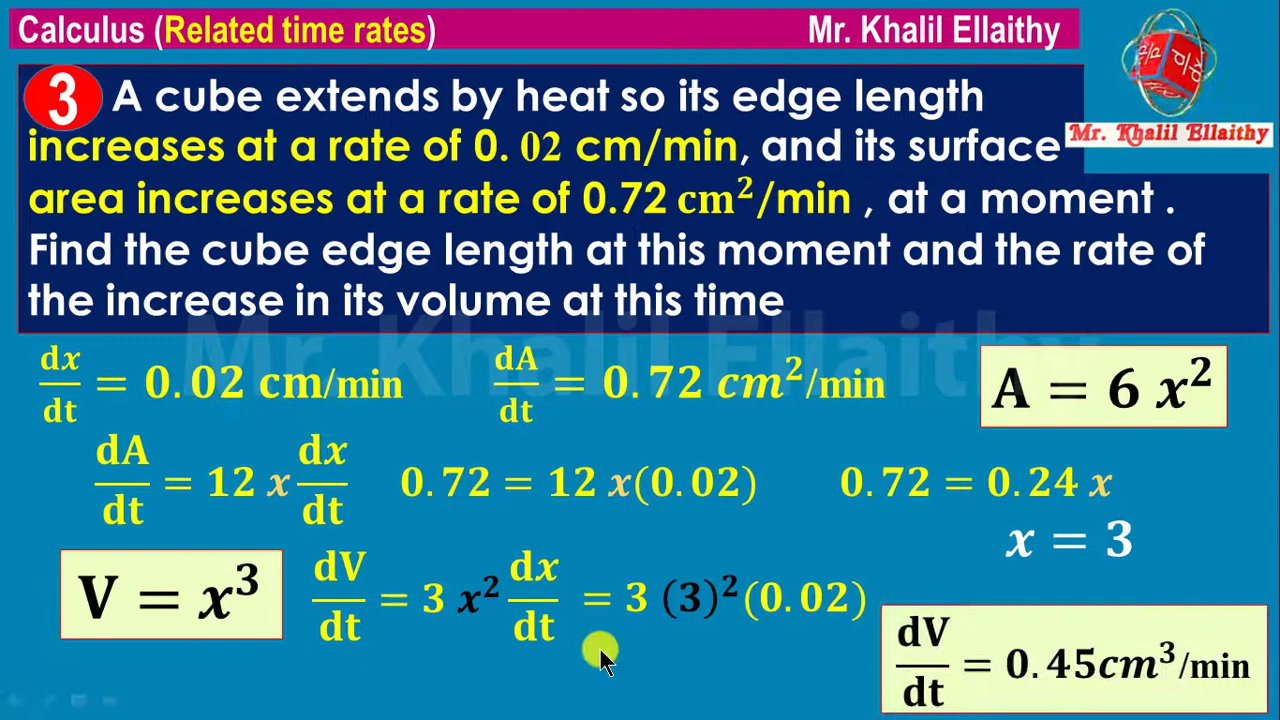 Calculus (Related time rates) Mr. Khalil Ellaithy
3 A cube extends by heat so its edge length
increases at a rate of 0. 02 cm/min, and its surface
Mr. Khalil Ellaithy
area increases at a rate of 0.72 cm²/min , at a moment .
Find the cube edge length at this moment and the rate of
the increase in its volume at this time
Mr. Khalil Ellaithy
dx/dt = 0.02 cm/min dA/dt = 0.72 cm²/min A = 6 x²
dA/dt = 12 x dx/dt 0.72 = 12 x(0.02) 0.72 = 0.24 x
x = 3
V = x³ dV/dt = 3 x² dx/dt = 3 (3)²(0.02)
dV/dt = 0.45cm³/min